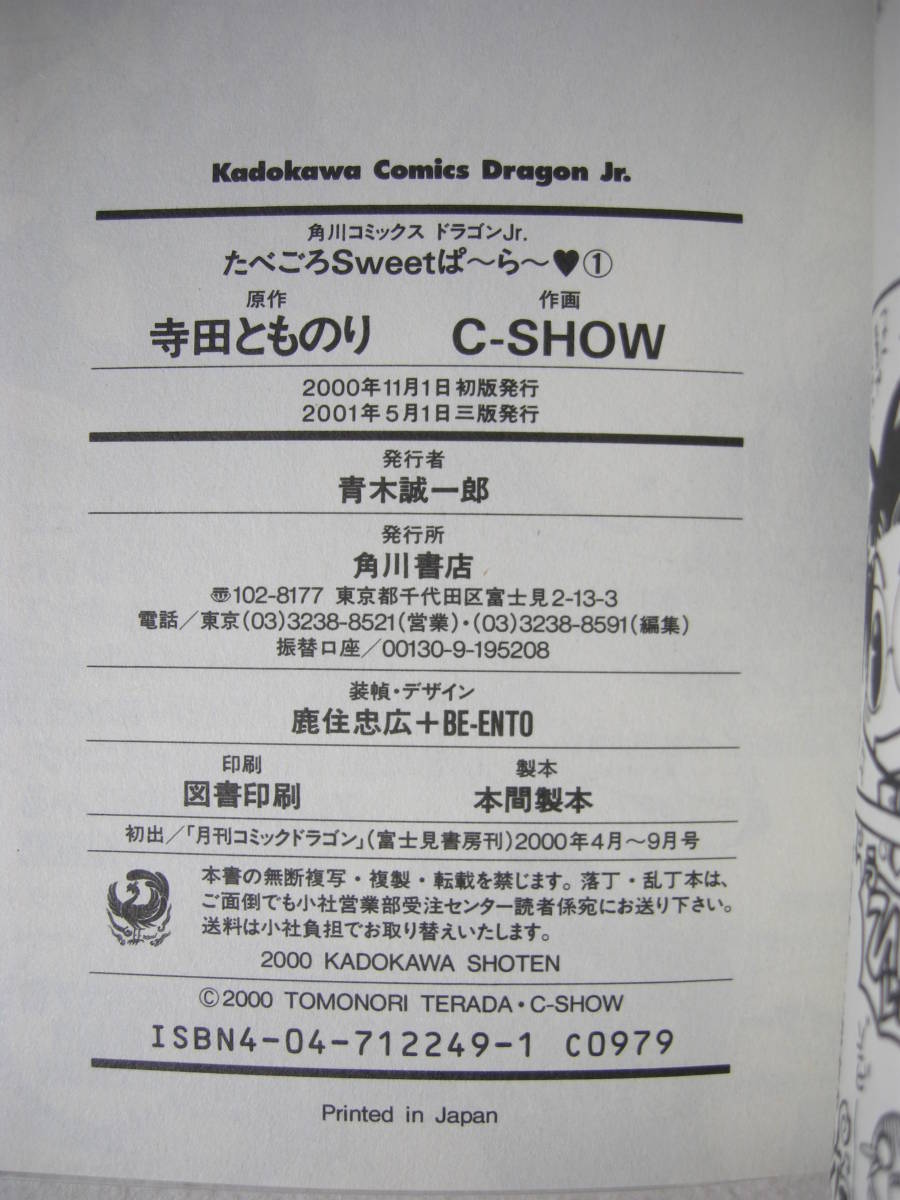 Kadokawa Comics Dragon Jr.
角川コミックス ドラゴンJr.
たべごろSweetぱ～ら～♥①
原作 作画
寺田とものり C-SHOW
2000年11月1日初版発行
2001年5月1日三版発行
発行者
青木誠一郎
発行所
角川書店
〠102-8177 東京都千代田区富士見2-13-3
電話／東京(03)3238-8521(営業)・(03)3238-8591(編集)
振替口座／00130-9-195208
装幀・デザイン
鹿住忠広＋BE-ENTO
印刷 製本
図書印刷 本間製本
初出／「月刊コミックドラゴン」(富士見書房刊)2000年4月～9月号
本書の無断複写・複製・転載を禁じます。落丁・乱丁本は、
ご面倒でも小社営業部受注センター読者係宛にお送り下さい。
送料は小社負担でお取り替えいたします。
2000 KADOKAWA SHOTEN
©2000 TOMONORI TERADA・C-SHOW
ISBN4-04-712249-1 C0979
Printed in Japan